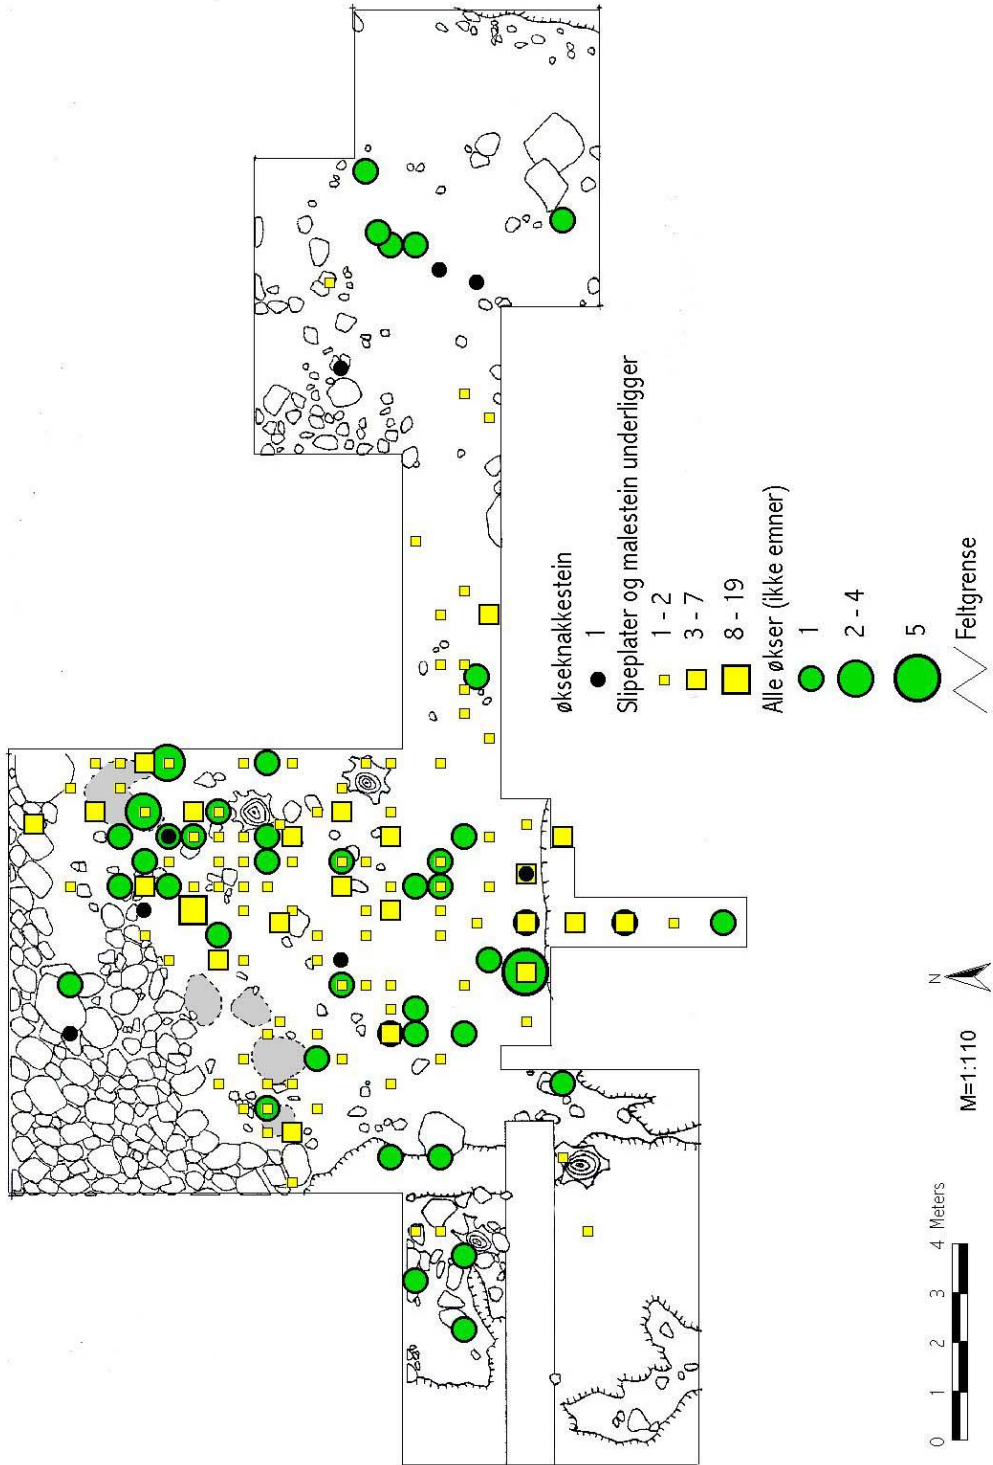 økseknakkestein
1
Slipeplater og malestein underligger
1 - 2
3 - 7
8 - 19
Alle økser (ikke emner)
1
2 - 4
5
Feltgrense
N
M=1:110
0 1 2 3 4 Meters